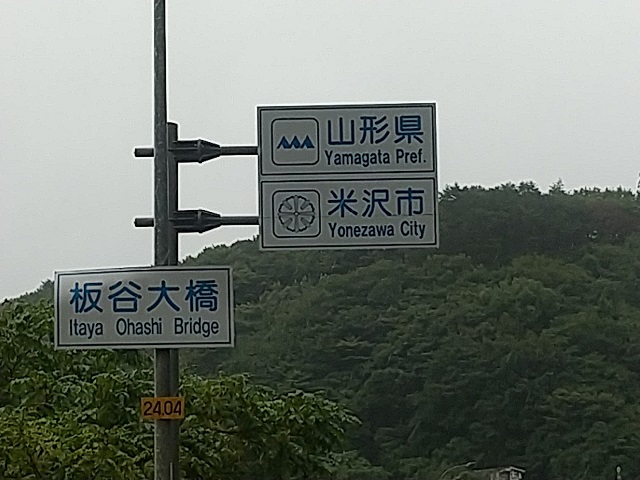 山形県
Yamagata Pref.
米沢市
Yonezawa City
板谷大橋
Itaya Ohashi Bridge
24.04